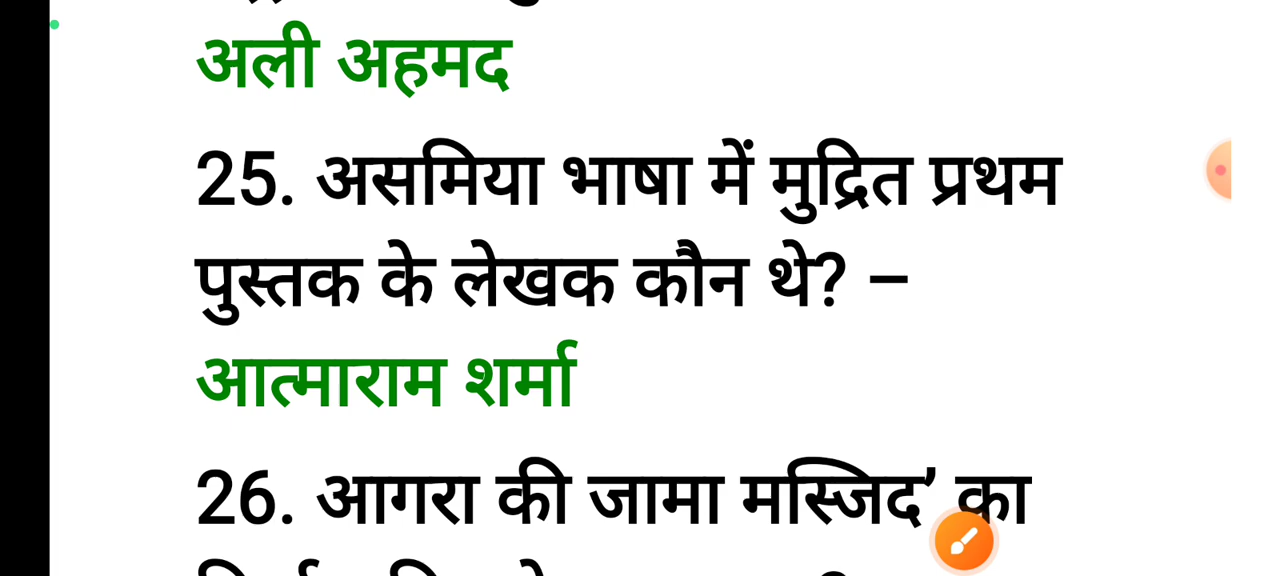 अली अहमद
25. असमिया भाषा में मुद्रित प्रथम
पुस्तक के लेखक कौन थे? –
आत्माराम शर्मा
26. आगरा की जामा मस्जिद’ का